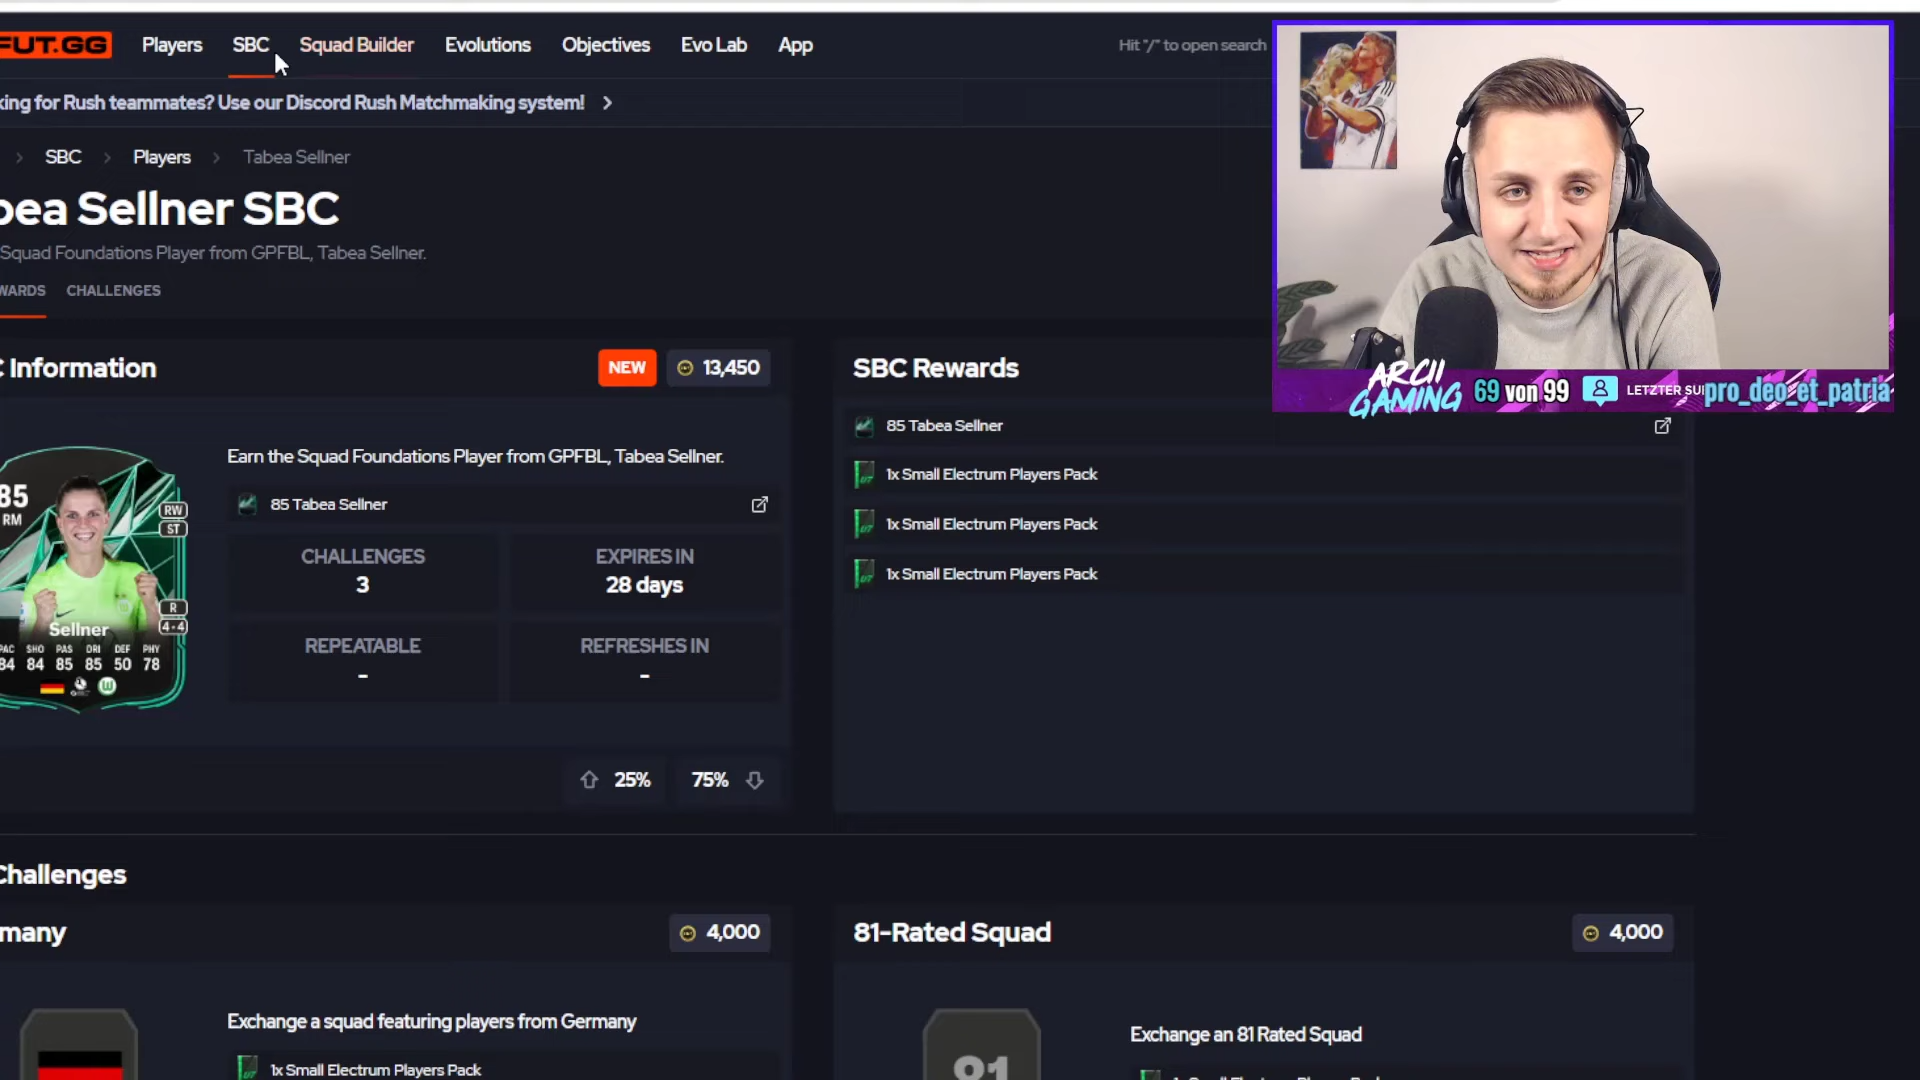 FUT.GG Players SBC Squad Builder Evolutions Objectives Evo Lab App Hit "/" to open search
king for Rush teammates? Use our Discord Rush Matchmaking system!
SBC Players Tabea Sellner
bea Sellner SBC
Squad Foundations Player from GPFBL, Tabea Sellner.
WARDS CHALLENGES
Information NEW 13,450
Earn the Squad Foundations Player from GPFBL, Tabea Sellner.
85 Tabea Sellner
CHALLENGES
3
EXPIRES IN
28 days
REPEATABLE
-
REFRESHES IN
-
85
RM
RW
ST
R
4-4
Sellner
PAC SHO PAS DRI DEF PHY
84 84 85 85 50 78
25% 75%
SBC Rewards
85 Tabea Sellner
1x Small Electrum Players Pack
1x Small Electrum Players Pack
1x Small Electrum Players Pack
ARCII
GAMING
69 von 99
LETZTER SU
pro_deo_et_patria
Challenges
many 4,000
Exchange a squad featuring players from Germany
1x Small Electrum Players Pack
81-Rated Squad 4,000
81
Exchange an 81 Rated Squad